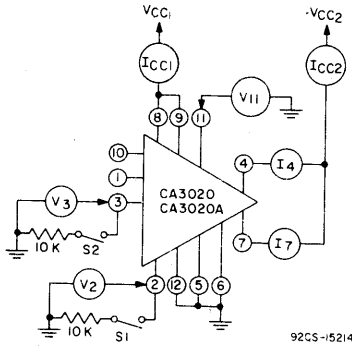 VCC1 -VCC2
ICC1 ICC2
V11
8 9 11
10
1
CA3020
CA3020A
4 I4
V3 3
10 K S2
7 I7
V2 2 12 5 6
10 K S1
92CS-15214